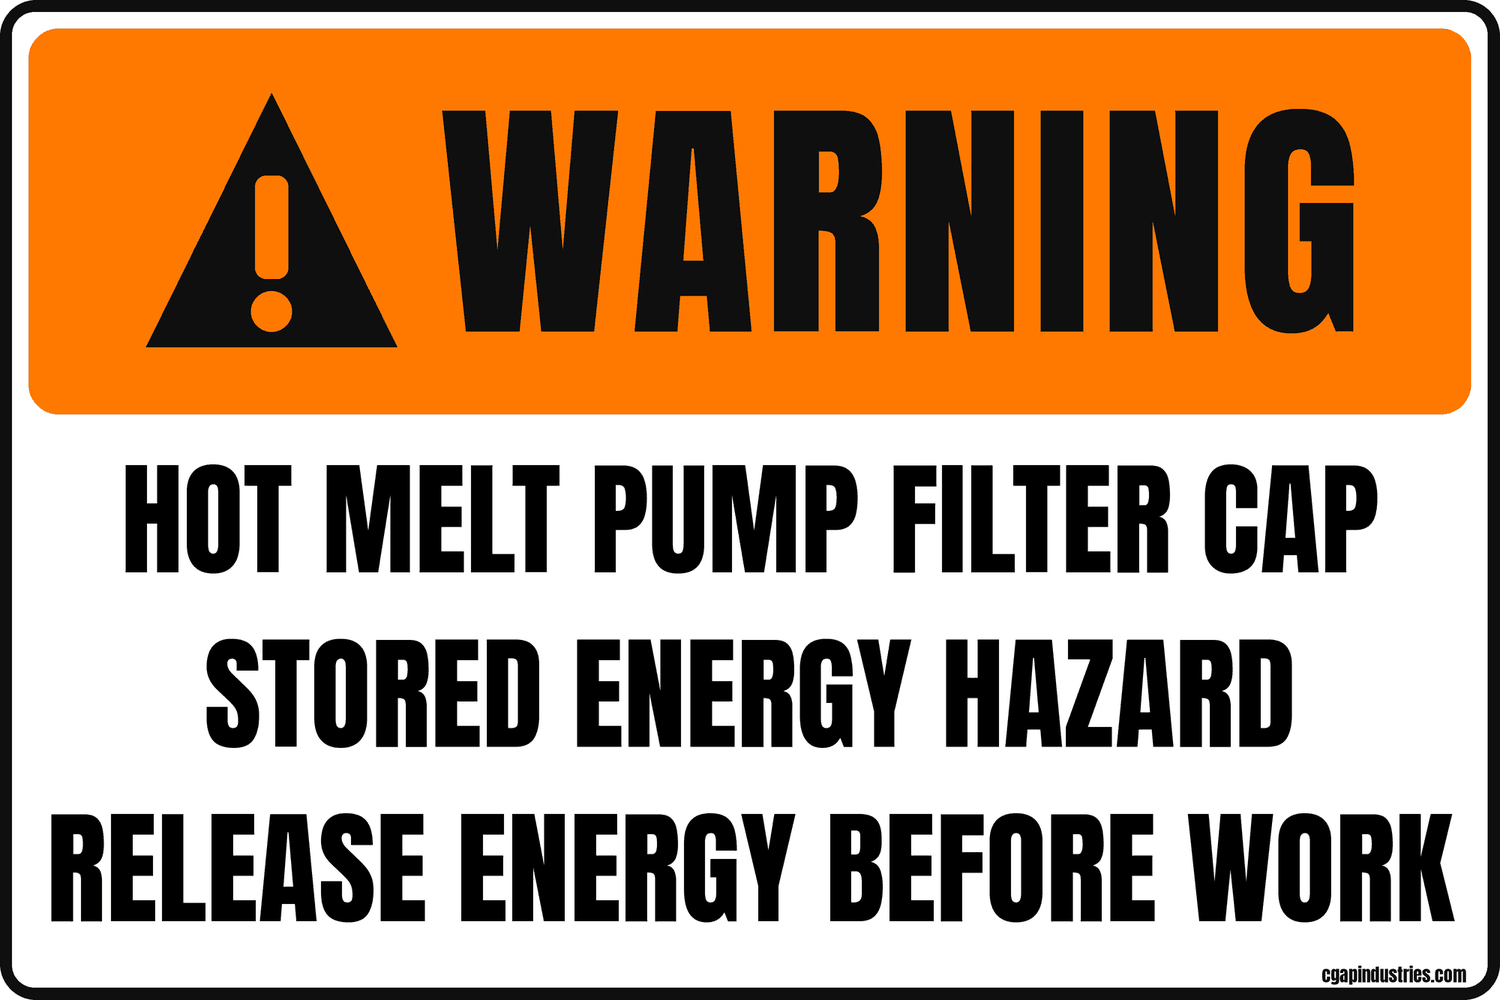 WARNING
HOT MELT PUMP FILTER CAP
STORED ENERGY HAZARD
RELEASE ENERGY BEFORE WORK
cgapindustries.com